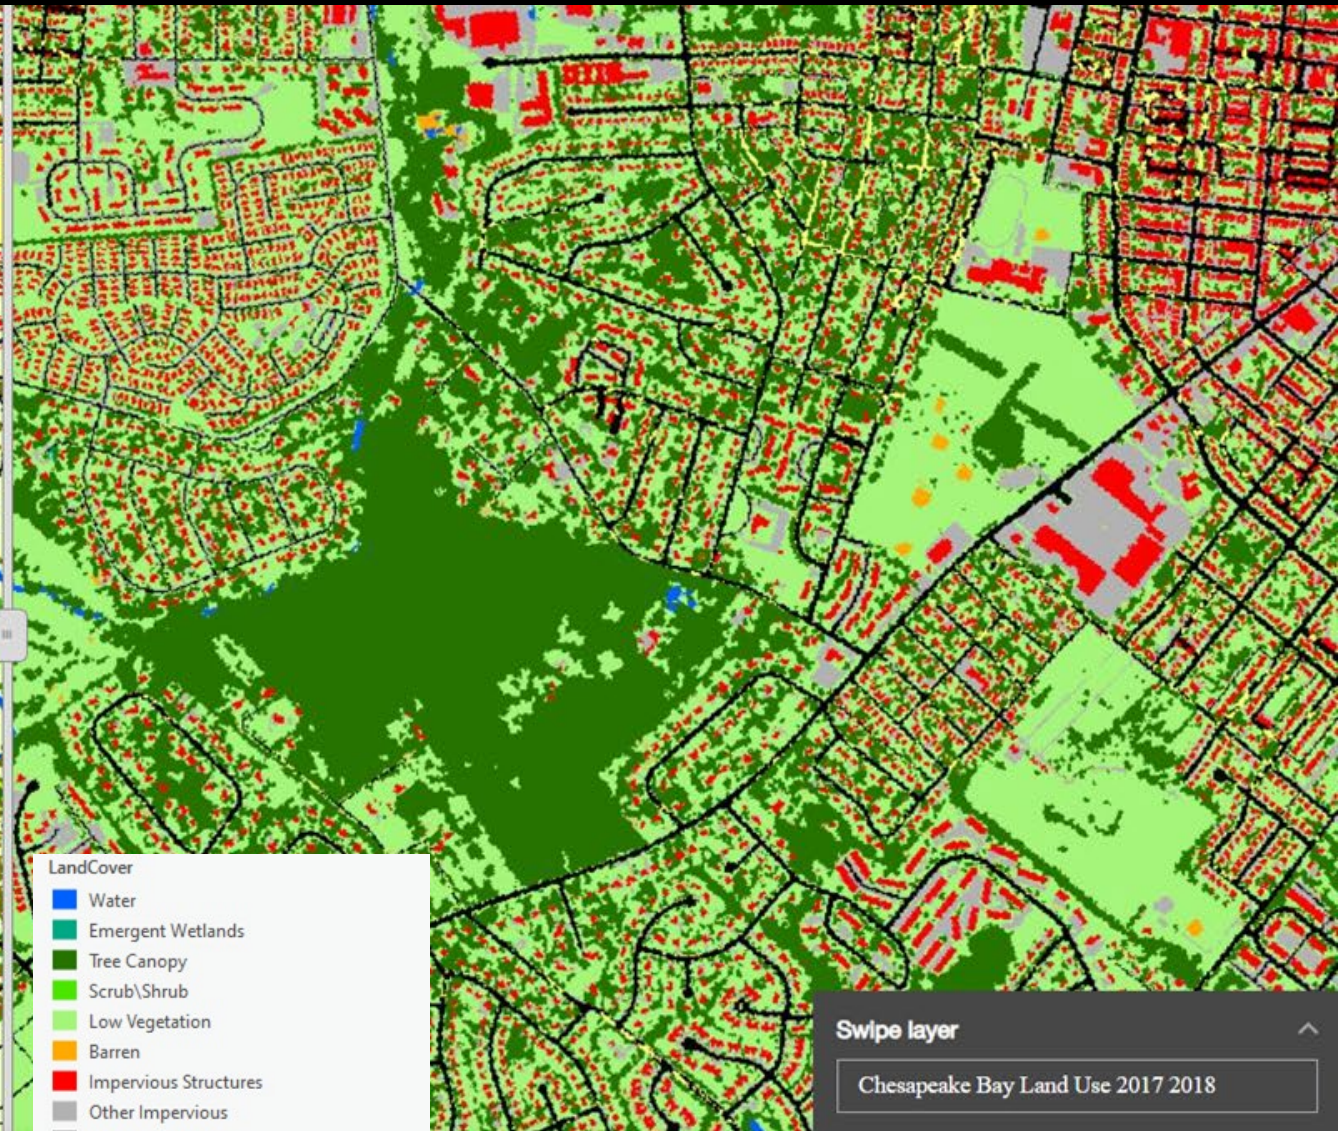 LandCover
Water
Emergent Wetlands
Tree Canopy
Scrub\Shrub
Low Vegetation
Barren
Impervious Structures
Other Impervious
Swipe layer
Chesapeake Bay Land Use 2017 2018